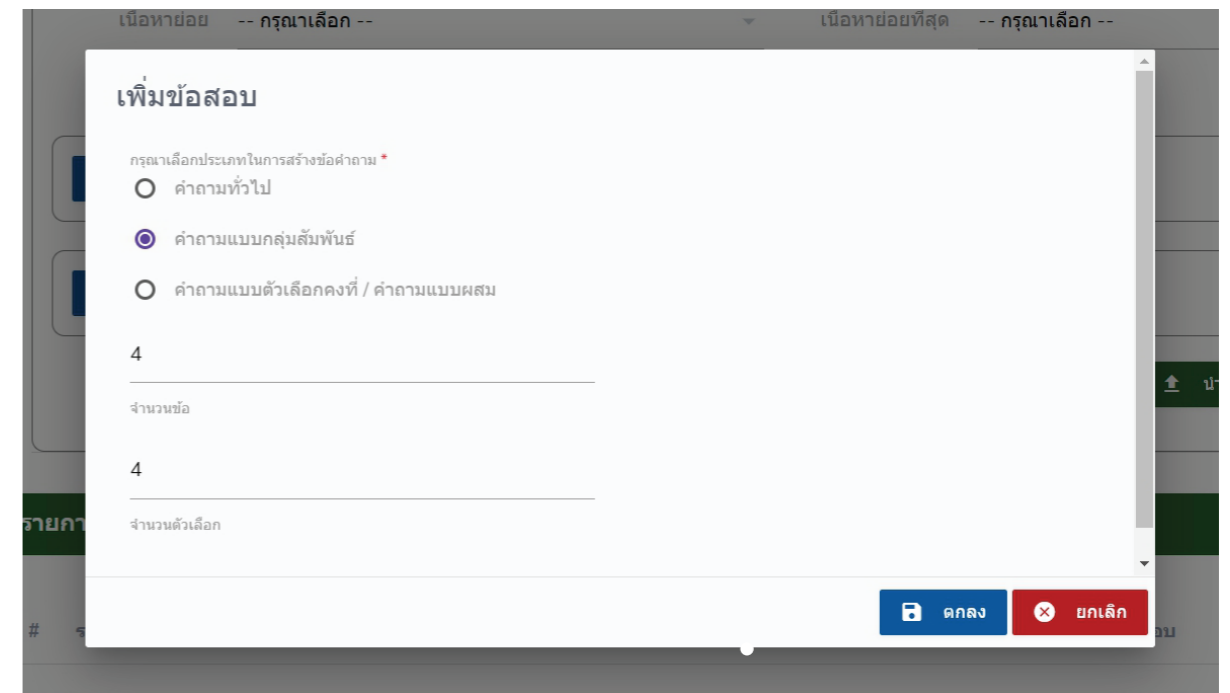 เนื้อหาย่อย -- กรุณาเลือก -- เนื้อหาย่อยที่สุด -- กรุณาเลือก --
เพิ่มข้อสอบ
กรุณาเลือกประเภทในการสร้างข้อคำถาม *
คำถามทั่วไป
คำถามแบบกลุ่มสัมพันธ์
คำถามแบบตัวเลือกคงที่ / คำถามแบบผสม
4
จำนวนข้อ
4
จำนวนตัวเลือก
ตกลง ยกเลิก
#